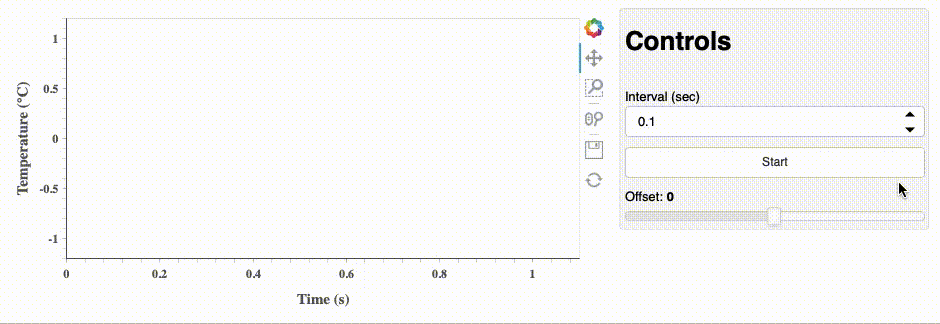 1
0.5
0
-0.5
-1
Temperature (°C)
0 0.2 0.4 0.6 0.8 1
Time (s)
Controls
Interval (sec)
0.1
Start
Offset: 0